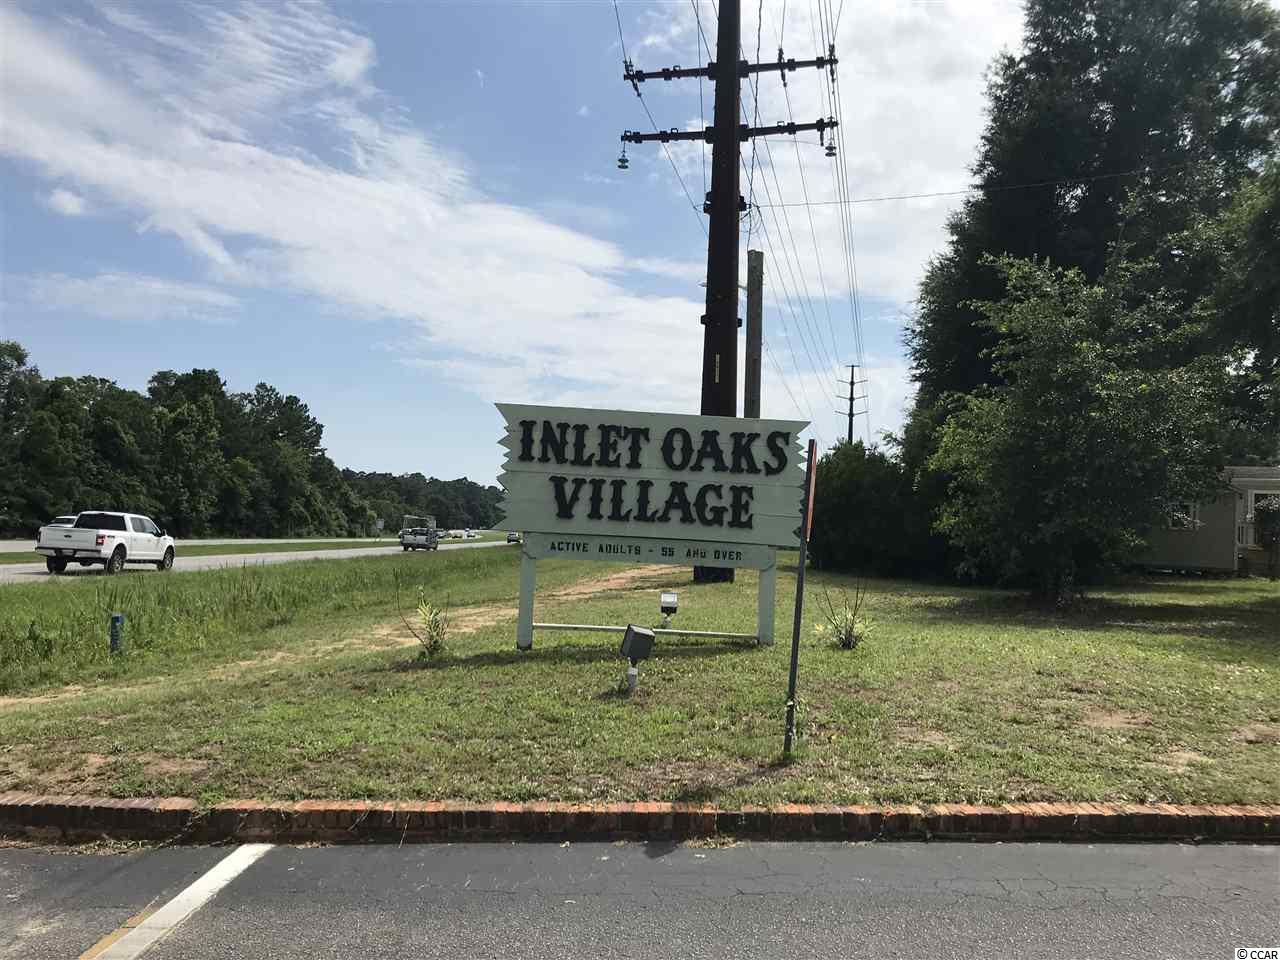 INLET OAKS
VILLAGE
ACTIVE ADULTS - 55 AND OVER
© CCAR